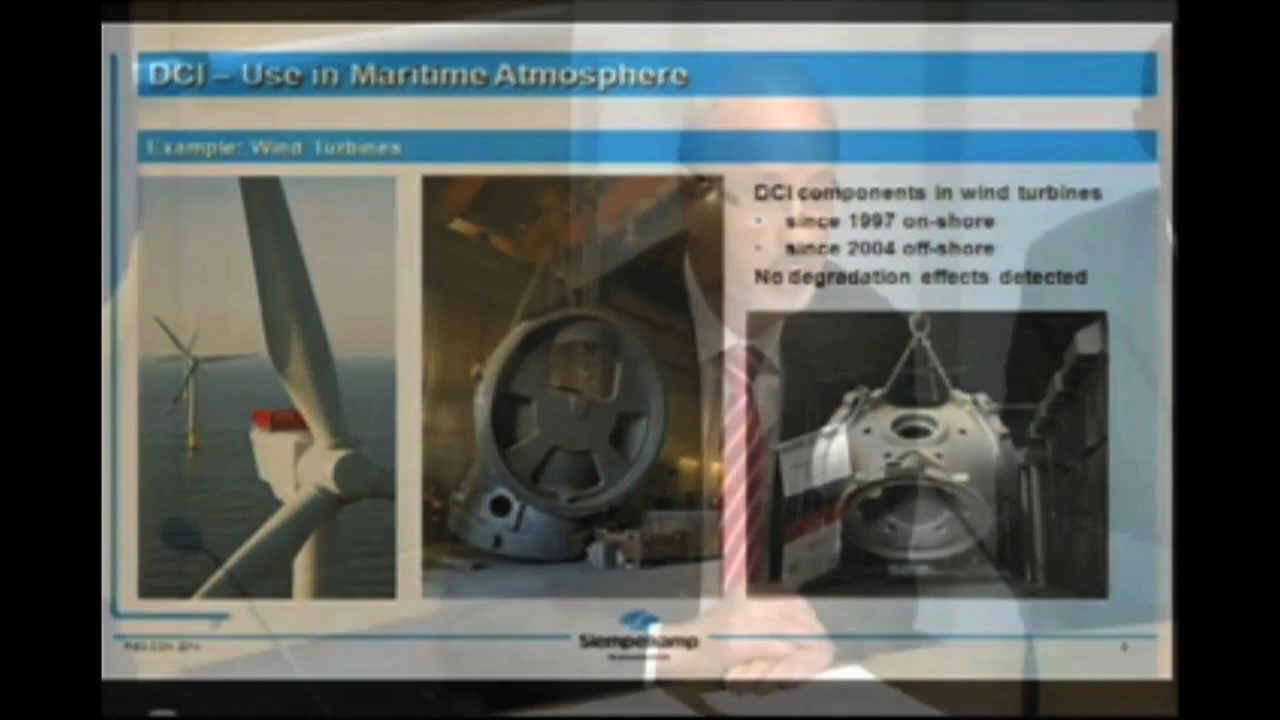 DCI – Use in Maritime Atmosphere
Example: Wind Turbines
DCI components in wind turbines
- since 1997 on-shore
- since 2004 off-shore
No degradation effects detected
Siempelkamp